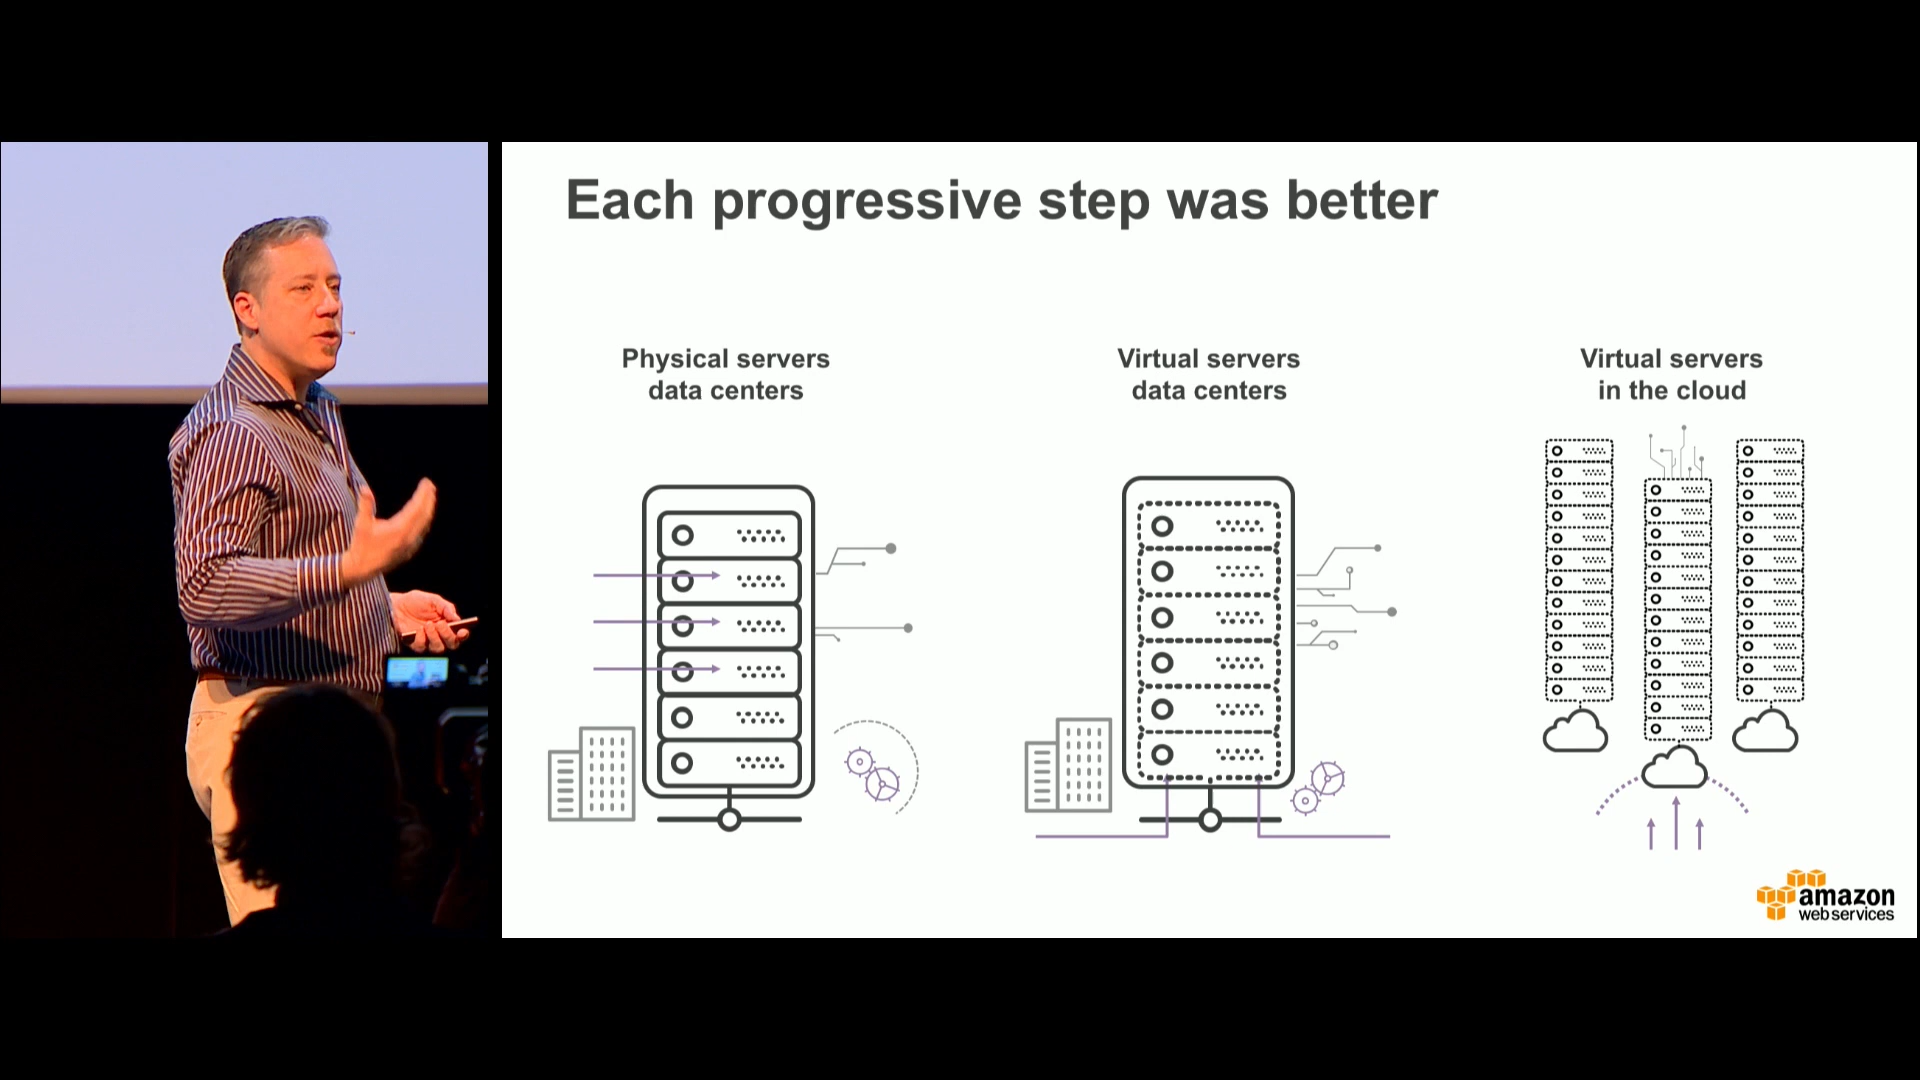 Each progressive step was better
Physical servers
data centers
Virtual servers
data centers
Virtual servers
in the cloud
amazon
web services